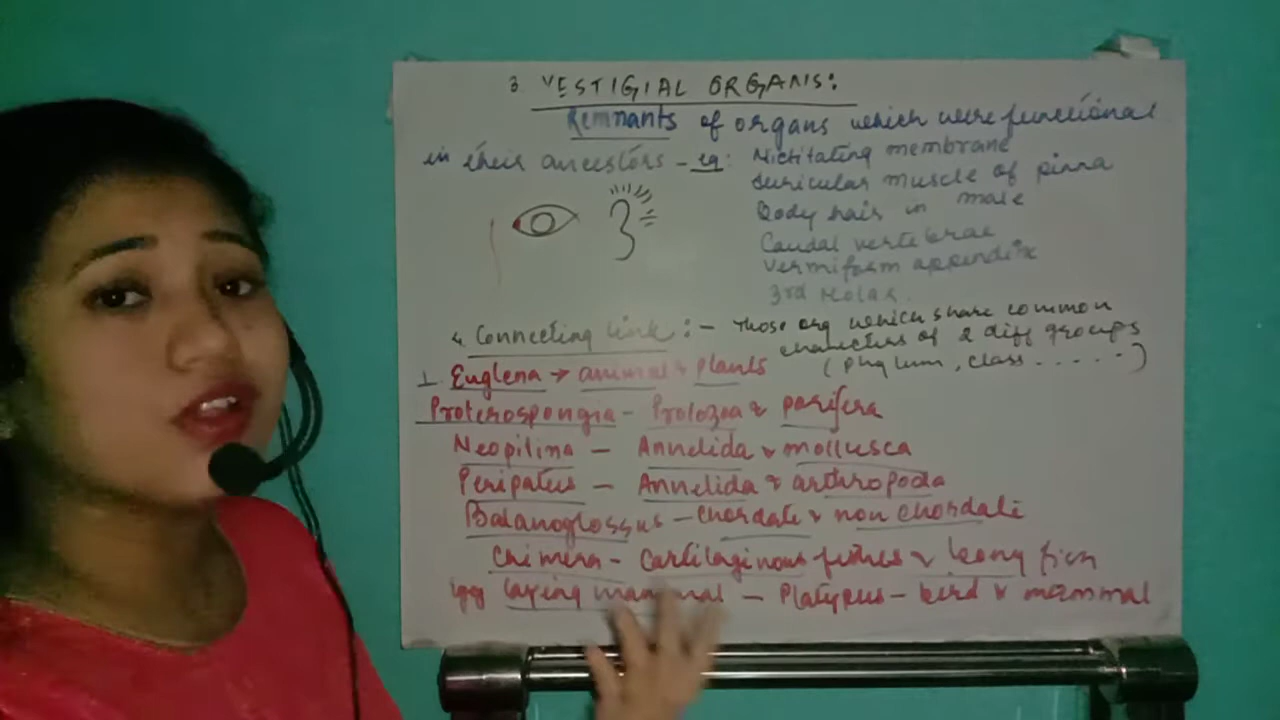 3 VESTIGIAL ORGANS:
Remnants of organs which were functional
in their ancestors - eg: Nictitating membrane
Auricular muscle of pinna
Body hair in male
Caudal vertebrae
Vermiform appendix
3rd Molar.
4. Connecting link :- Those org which share common
characters of 2 diff groups
(Phylum, class.....)
1. Euglena → animal & Plants
Proterospongia - Protozoa & porifera
Neopilina - Annelida & mollusca
Peripatus - Annelida & arthropoda
Balanoglossus - chordate & non chordate
Chimera - Cartilaginous fishes & bony fish
egg laying mammal - Platypus - bird & mammal